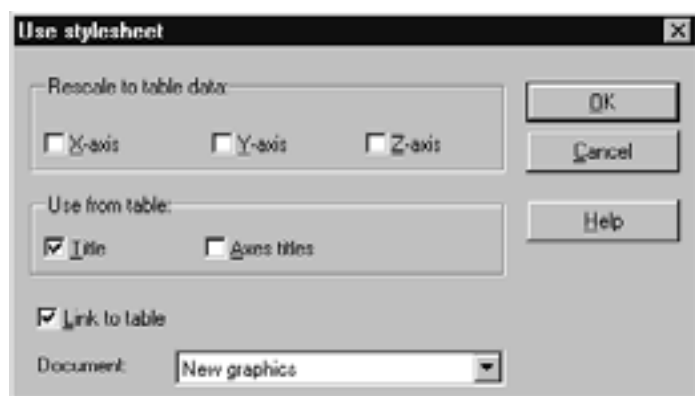 Use stylesheet
Rescale to table data:
X-axis Y-axis Z-axis
OK
Cancel
Use from table:
Title Axes titles
Help
Link to table
Document: New graphics